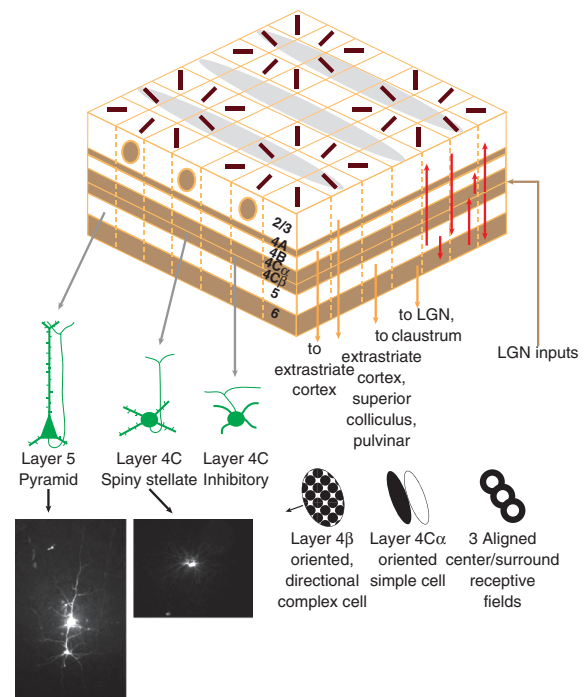 2/3
4A
4B
4Cα
4Cβ
5
6
to
extrastriate
cortex
to LGN,
to claustrum
extrastriate
cortex,
superior
colliculus,
pulvinar
LGN inputs
Layer 5
Pyramid
Layer 4C
Spiny stellate
Layer 4C
Inhibitory
Layer 4β
oriented,
directional
complex cell
Layer 4Cα
oriented
simple cell
3 Aligned
center/surround
receptive
fields